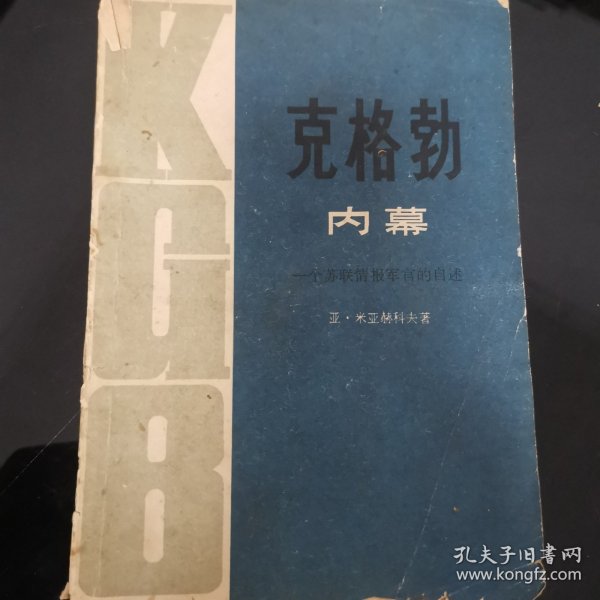 KGB
克格勃
内幕
一个苏联情报军官的自述
亚·米亚赫科夫著
孔夫子旧書网
www.kongfz.com